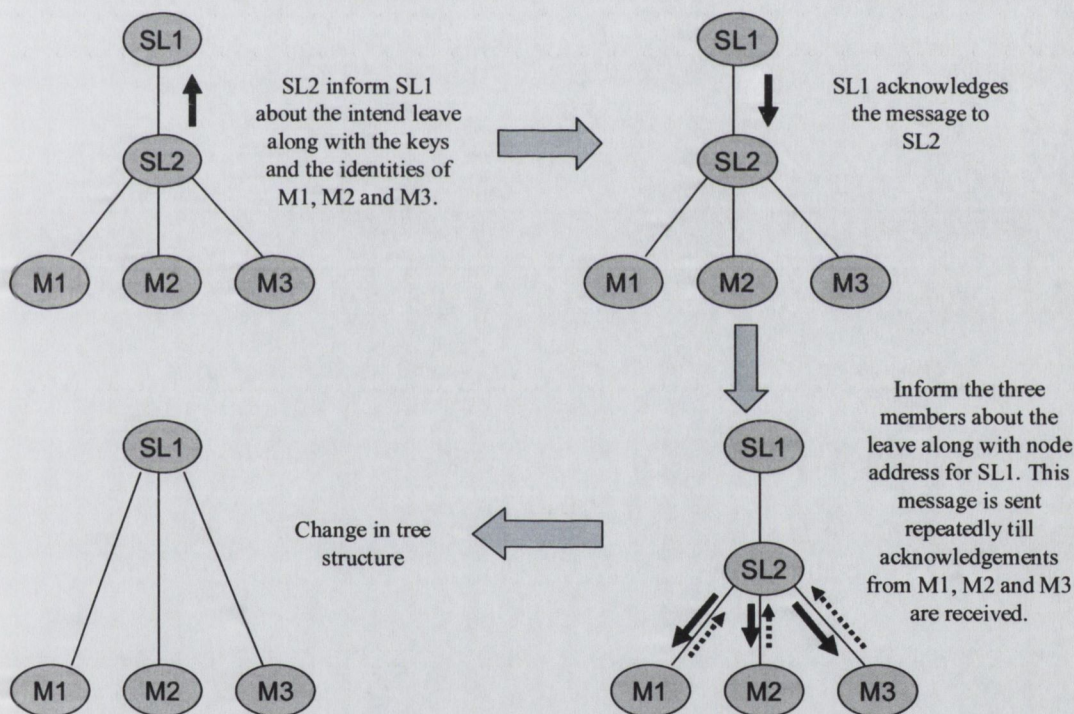 SL1
SL2 inform SL1
about the intend leave
along with the keys
and the identities of
M1, M2 and M3.
SL2
M1
M2
M3
SL1
SL1 acknowledges
the message to
SL2
SL2
M1
M2
M3
Inform the three
members about the
leave along with node
address for SL1. This
message is sent
repeatedly till
acknowledgements
from M1, M2 and M3
are received.
SL1
SL2
M1
M2
M3
Change in tree
structure
SL1
M1
M2
M3